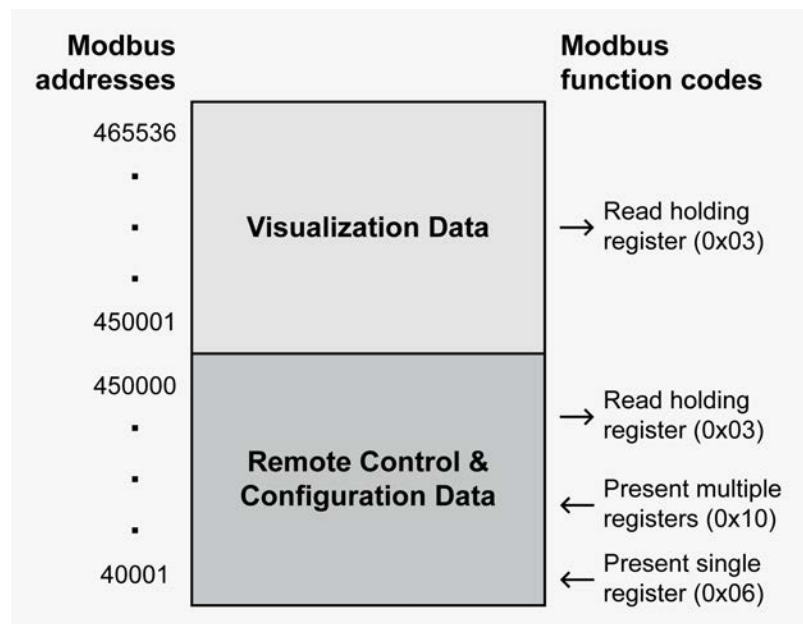 Modbus
addresses
Modbus
function codes
465536
Visualization Data
Read holding
register (0x03)
450001
450000
Read holding
register (0x03)
Remote Control &
Configuration Data
Present multiple
registers (0x10)
40001
Present single
register (0x06)